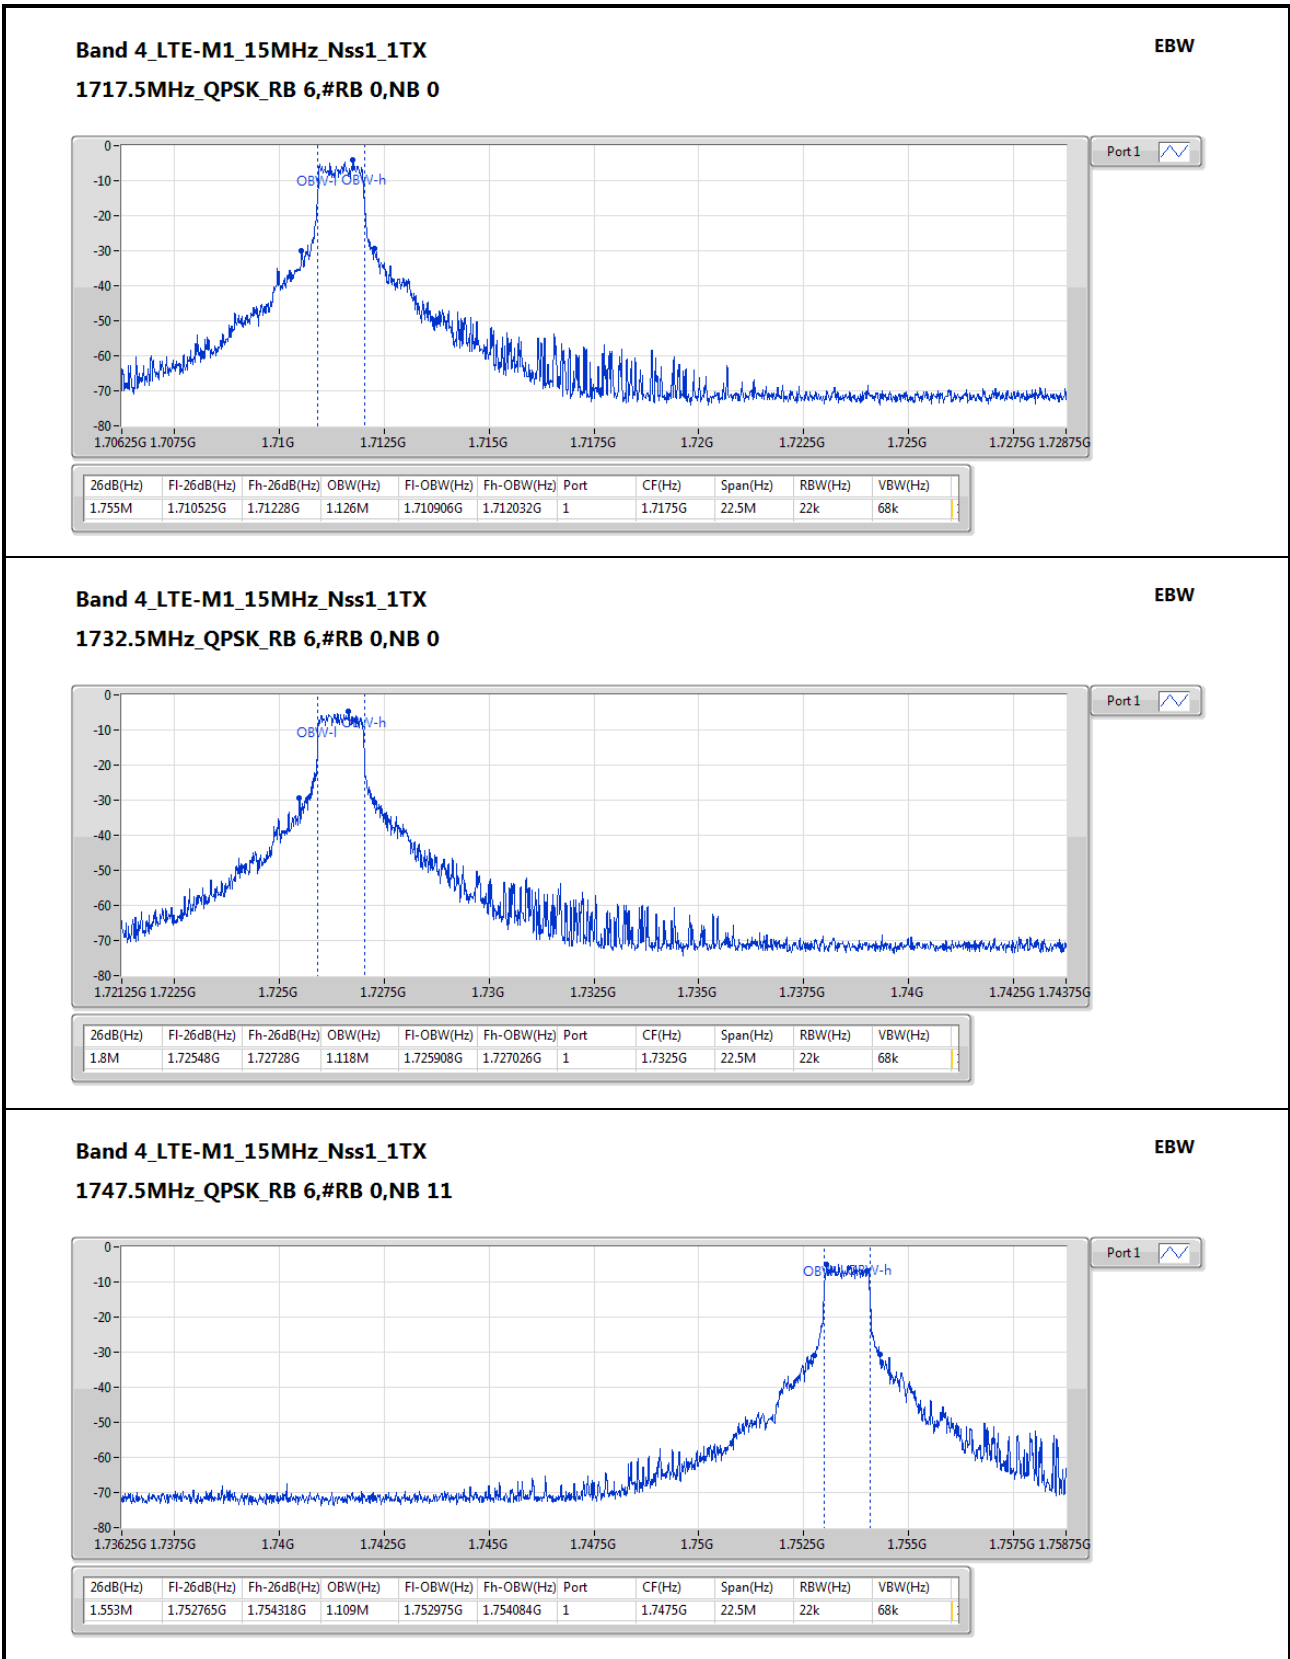 Band 4_LTE-M1_15MHz_Nss1_1TX EBW
1717.5MHz_QPSK_RB 6,#RB 0,NB 0
Port 1
0
-10
-20
-30
-40
-50
-60
-70
-80
OBW-l OBW-h
1.70625G 1.7075G 1.71G 1.7125G 1.715G 1.7175G 1.72G 1.7225G 1.725G 1.7275G 1.72875G
26dB(Hz) Fl-26dB(Hz) Fh-26dB(Hz) OBW(Hz) Fl-OBW(Hz) Fh-OBW(Hz) Port CF(Hz) Span(Hz) RBW(Hz) VBW(Hz)
1.755M 1.710525G 1.71228G 1.126M 1.710906G 1.712032G 1 1.7175G 22.5M 22k 68k
Band 4_LTE-M1_15MHz_Nss1_1TX EBW
1732.5MHz_QPSK_RB 6,#RB 0,NB 0
Port 1
0
-10
-20
-30
-40
-50
-60
-70
-80
OBW-l OBW-h
1.72125G 1.7225G 1.725G 1.7275G 1.73G 1.7325G 1.735G 1.7375G 1.74G 1.7425G 1.74375G
26dB(Hz) Fl-26dB(Hz) Fh-26dB(Hz) OBW(Hz) Fl-OBW(Hz) Fh-OBW(Hz) Port CF(Hz) Span(Hz) RBW(Hz) VBW(Hz)
1.8M 1.72548G 1.72728G 1.118M 1.725908G 1.727026G 1 1.7325G 22.5M 22k 68k
Band 4_LTE-M1_15MHz_Nss1_1TX EBW
1747.5MHz_QPSK_RB 6,#RB 0,NB 11
Port 1
0
-10
-20
-30
-40
-50
-60
-70
-80
OBW-l OBW-h
1.73625G 1.7375G 1.74G 1.7425G 1.745G 1.7475G 1.75G 1.7525G 1.755G 1.7575G 1.75875G
26dB(Hz) Fl-26dB(Hz) Fh-26dB(Hz) OBW(Hz) Fl-OBW(Hz) Fh-OBW(Hz) Port CF(Hz) Span(Hz) RBW(Hz) VBW(Hz)
1.553M 1.752765G 1.754318G 1.109M 1.752975G 1.754084G 1 1.7475G 22.5M 22k 68k